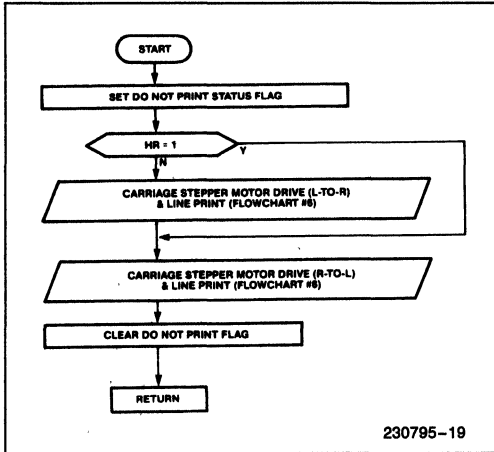 START
SET DO NOT PRINT STATUS FLAG
HR = 1
Y
N
CARRIAGE STEPPER MOTOR DRIVE (L-TO-R)
& LINE PRINT (FLOWCHART #6)
CARRIAGE STEPPER MOTOR DRIVE (R-TO-L)
& LINE PRINT (FLOWCHART #6)
CLEAR DO NOT PRINT FLAG
RETURN
230795-19